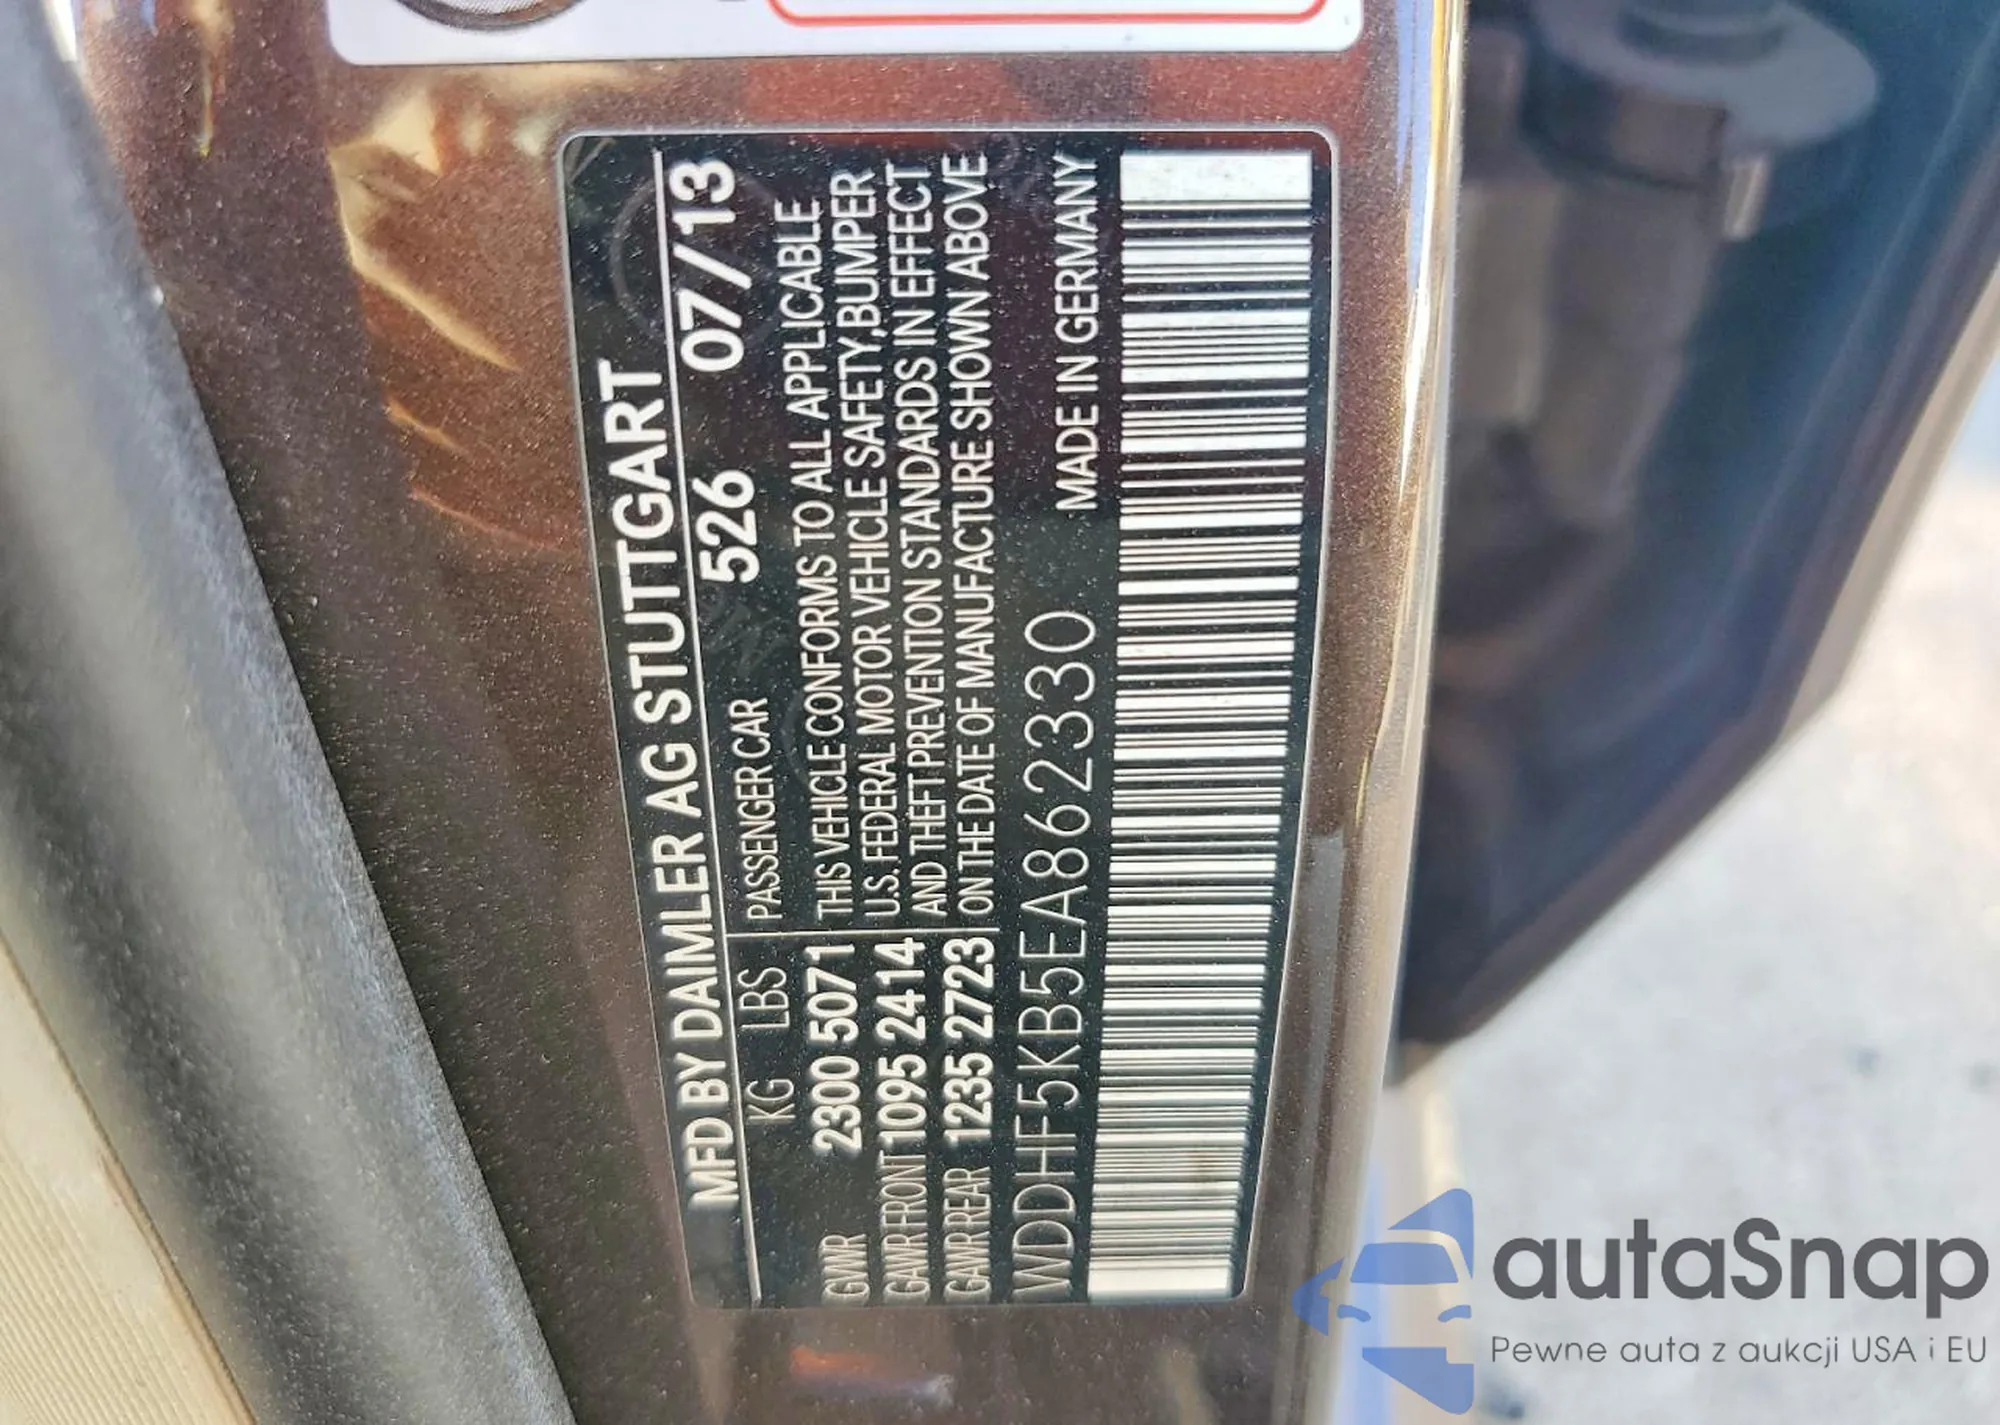 MFD BY DAIMLER AG STUTTGART
KG LBS PASSENGER CAR 526 07/13
GWWR 2300 5071 THIS VEHICLE CONFORMS TO ALL APPLICABLE
GAWR FRONT 1095 2414 U.S. FEDERAL MOTOR VEHICLE SAFETY,BUMPER
GAWR REAR 1235 2723 AND THEFT PREVENTION STANDARDS IN EFFECT
ON THE DATE OF MANUFACTURE SHOWN ABOVE
WDDHF5KB5EA862330 MADE IN GERMANY
autaSnap
Pewne auta z aukcji USA i EU